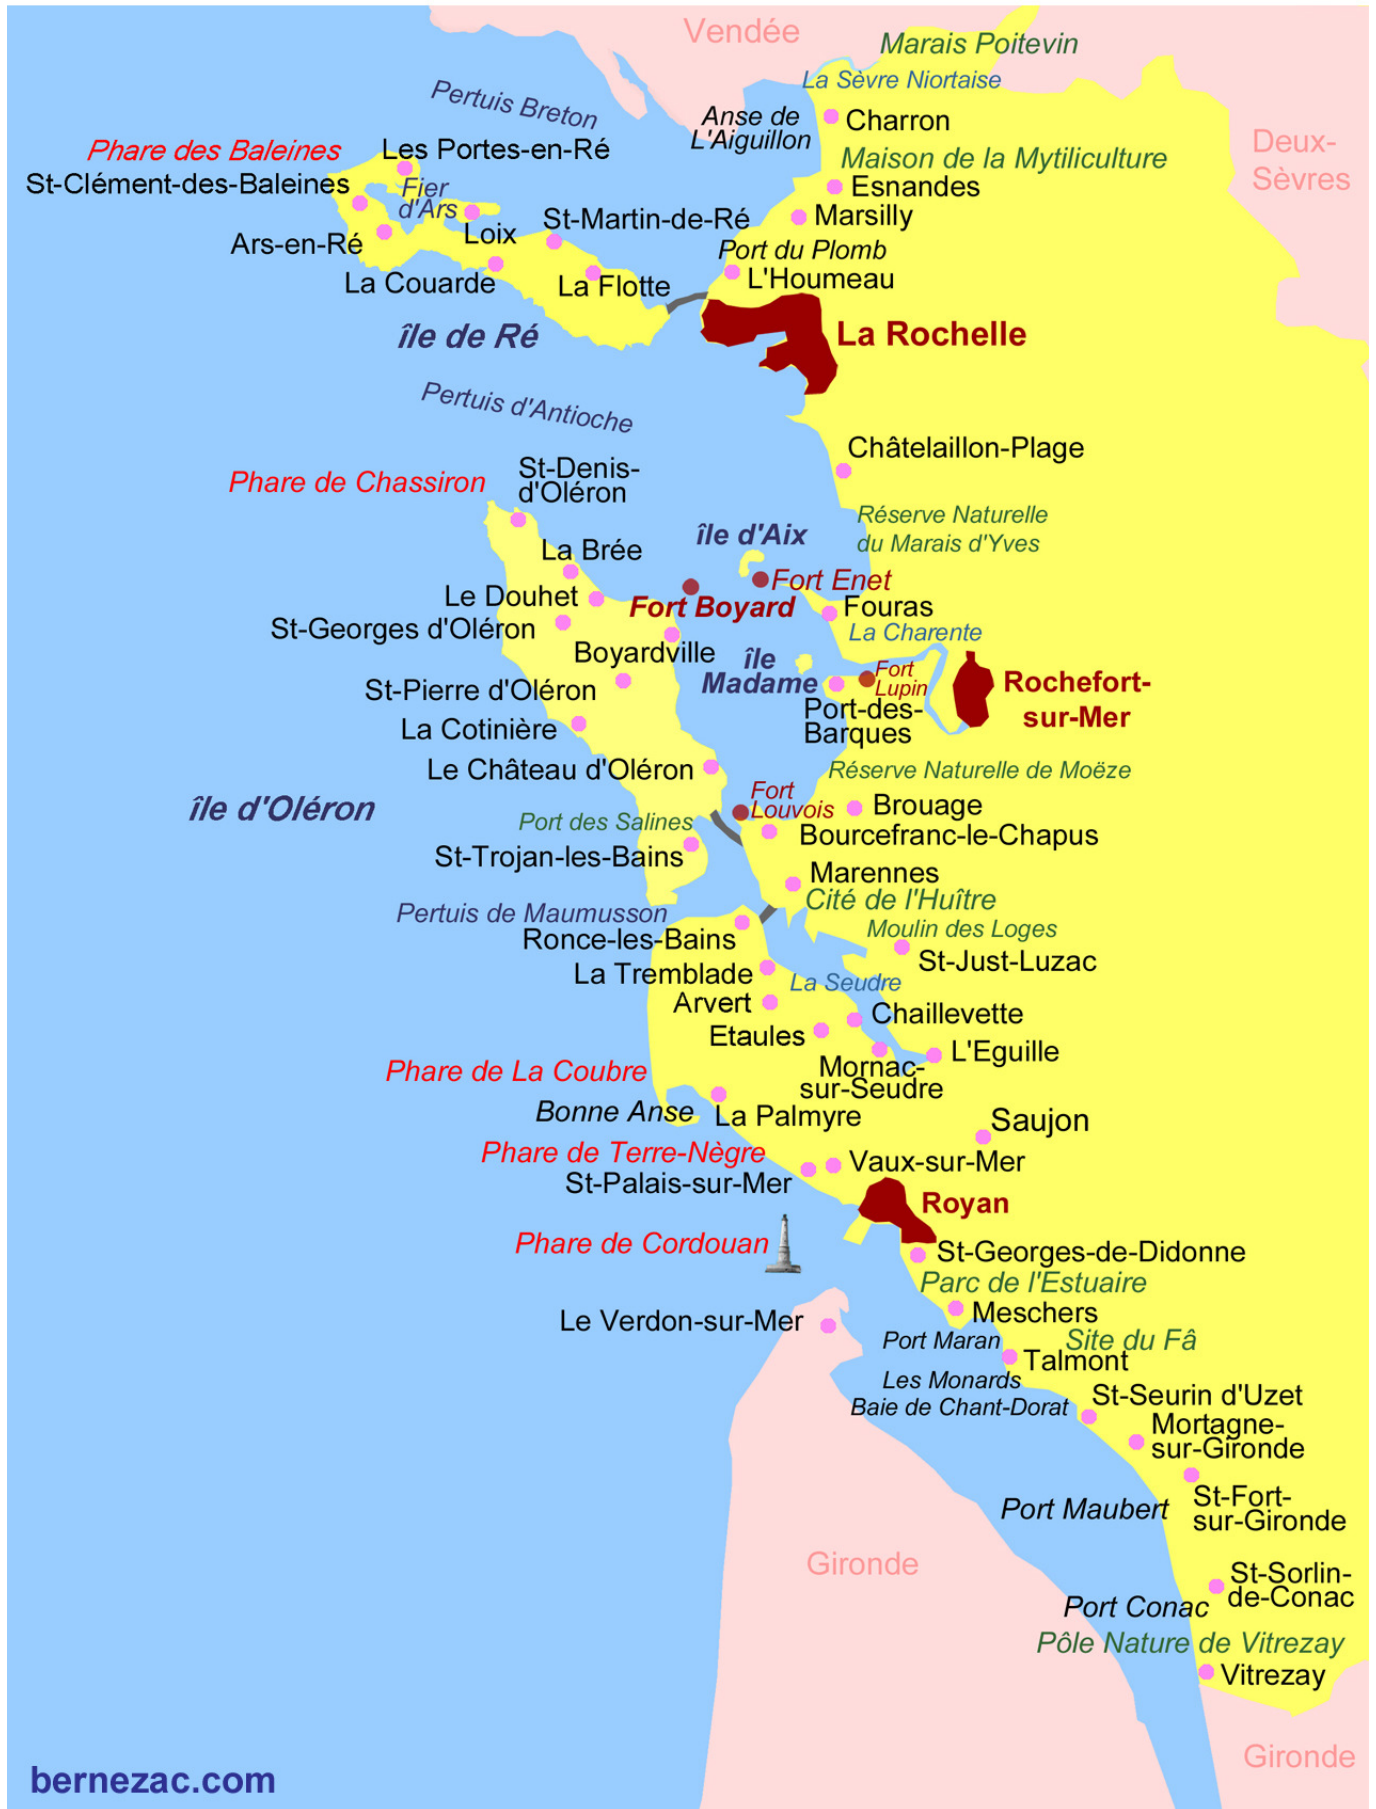 Vendée
Marais Poitevin
La Sèvre Niortaise
Pertuis Breton
Anse de
L'Aiguillon
Charron
Deux-
Sèvres
Phare des Baleines
Les Portes-en-Ré
Maison de la Mytiliculture
St-Clément-des-Baleines
Fier
d'Ars
Esnandes
Loix
St-Martin-de-Ré
Marsilly
Ars-en-Ré
Port du Plomb
La Couarde
La Flotte
L'Houmeau
île de Ré
La Rochelle
Pertuis d'Antioche
Châtelaillon-Plage
Phare de Chassiron
St-Denis-
d'Oléron
Réserve Naturelle
du Marais d'Yves
île d'Aix
La Brée
Fort Enet
Le Douhet
Fort Boyard
Fouras
St-Georges d'Oléron
La Charente
Boyardville
île
Madame
Fort
Lupin
Rochefort-
sur-Mer
St-Pierre d'Oléron
Port-des-
Barques
La Cotinière
Le Château d'Oléron
Réserve Naturelle de Moëze
île d'Oléron
Fort
Louvois
Brouage
Port des Salines
Bourcefranc-le-Chapus
St-Trojan-les-Bains
Marennes
Cité de l'Huître
Pertuis de Maumusson
Moulin des Loges
Ronce-les-Bains
St-Just-Luzac
La Tremblade
La Seudre
Arvert
Chaillevette
Etaules
L'Eguille
Mornac-
sur-Seudre
Phare de La Coubre
Bonne Anse
La Palmyre
Saujon
Phare de Terre-Nègre
Vaux-sur-Mer
St-Palais-sur-Mer
Royan
Phare de Cordouan
St-Georges-de-Didonne
Parc de l'Estuaire
Le Verdon-sur-Mer
Meschers
Port Maran
Site du Fâ
Talmont
Les Monards
Baie de Chant-Dorat
St-Seurin d'Uzet
Mortagne-
sur-Gironde
Port Maubert
St-Fort-
sur-Gironde
Gironde
St-Sorlin-
de-Conac
Port Conac
Pôle Nature de Vitrezay
Vitrezay
Gironde
bernezac.com